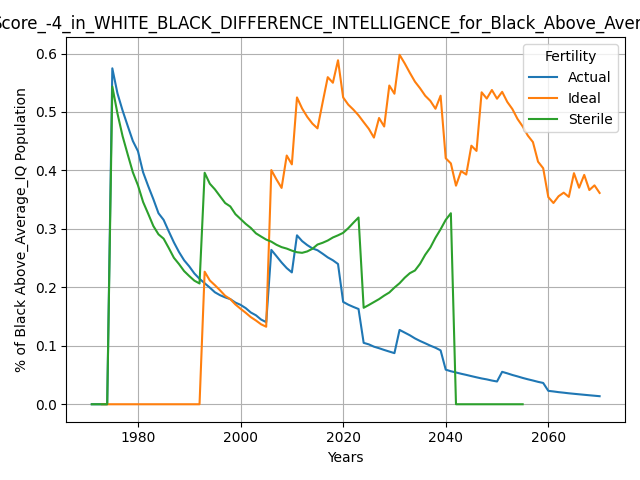 Score_-4_in_WHITE_BLACK_DIFFERENCE_INTELLIGENCE_for_Black_Above_Aver
% of Black Above_Average_IQ Population
0.6
0.5
0.4
0.3
0.2
0.1
0.0
Fertility
Actual
Ideal
Sterile
1980 2000 2020 2040 2060
Years